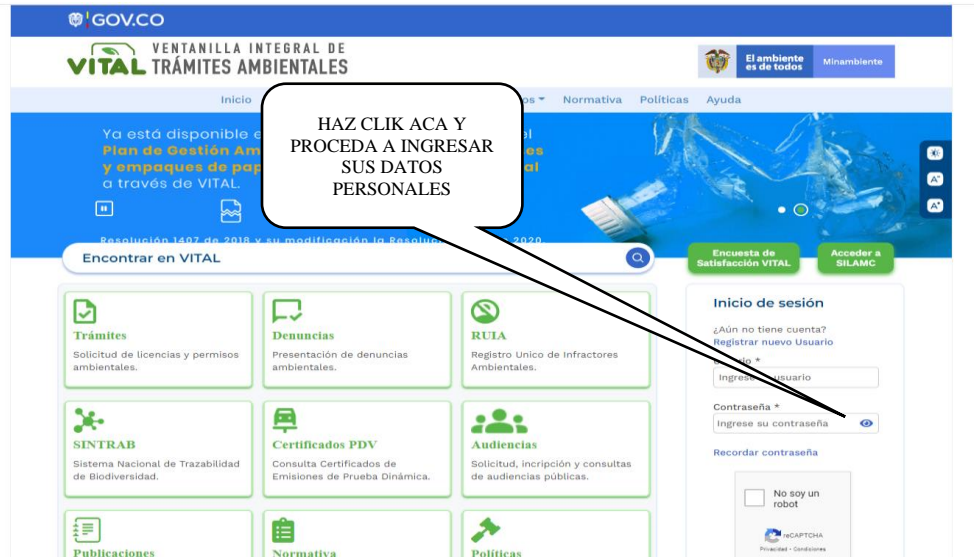 GOV.CO
VITAL
VENTANILLA INTEGRAL DE
TRÁMITES AMBIENTALES
El ambiente
es de todos
Minambiente
Inicio
Normativa
Políticas
Ayuda
HAZ CLIK ACA Y
PROCEDA A INGRESAR
SUS DATOS
PERSONALES
Ya está disponible
Plan de Gestión
y empaques de
a través de VITAL.
Resolución 1407 de 2018 y su modificación la 2020.
A
A
Encontrar en VITAL
Encuesta de
Satisfacción VITAL
Acceder a
SILAMC
Trámites
Solicitud de licencias y permisos
ambientales.
Denuncias
Presentación de denuncias
ambientales.
RUIA
Registro Unico de Infractores
Ambientales.
SINTRAB
Sistema Nacional de Trazabilidad
de Biodiversidad.
Certificados PDV
Consulta Certificados de
Emisiones de Prueba Dinámica.
Audiencias
Solicitud, incripción y consultas
de audiencias públicas.
Publicaciones
Normativa
Políticas
Inicio de sesión
¿Aún no tiene cuenta?
Registrar nuevo Usuario
*
Ingrese usuario
Contraseña *
Ingrese su contraseña
Recordar contraseña
No soy un
robot
reCAPTCHA
Privacidad - Condiciones